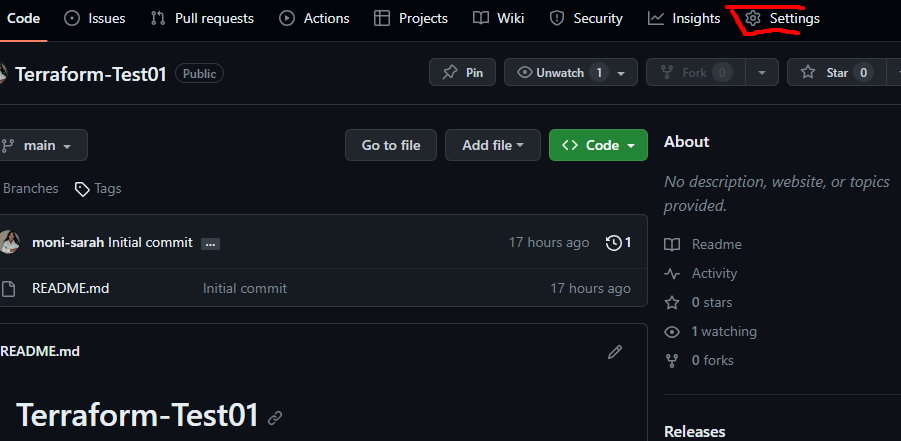 Code Issues Pull requests Actions Projects Wiki Security Insights Settings
Terraform-Test01 Public Pin Unwatch 1 Fork 0 Star 0
main Go to file Add file Code
Branches Tags
moni-sarah Initial commit ... 17 hours ago 1
README.md Initial commit 17 hours ago
README.md
Terraform-Test01
About
No description, website, or topics
provided.
Readme
Activity
0 stars
1 watching
0 forks
Releases